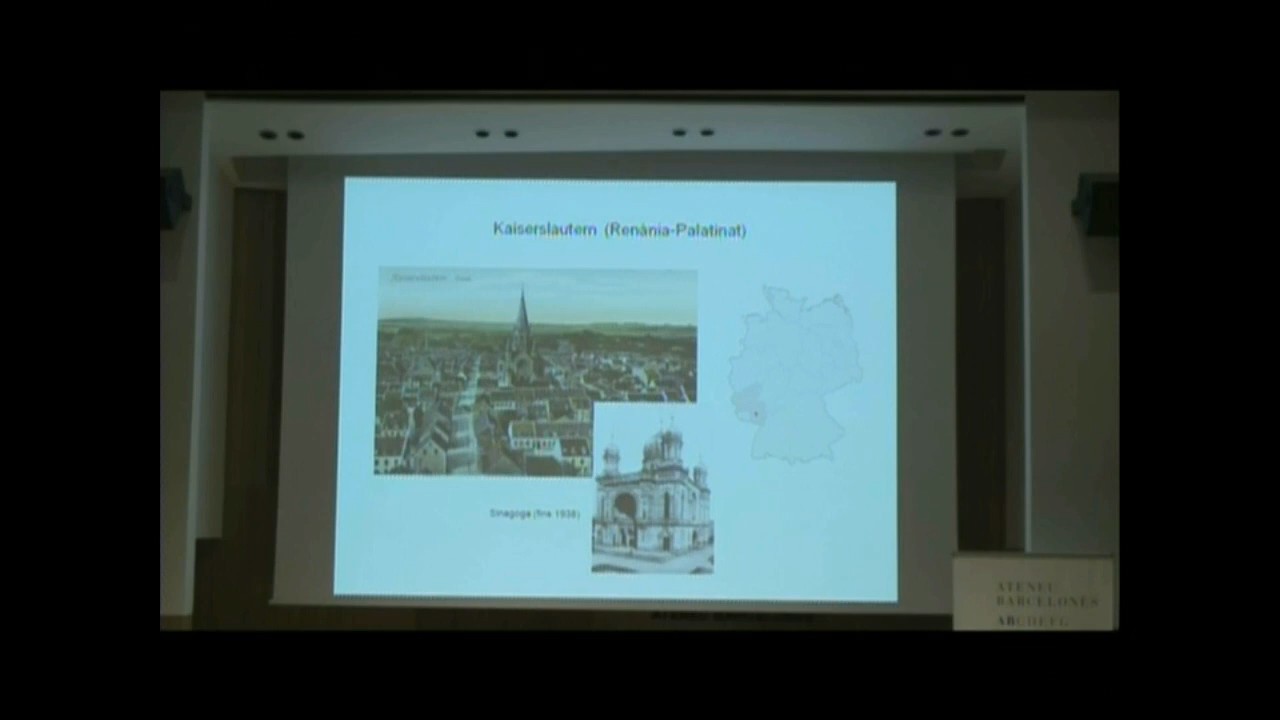 Kaiserslautern (Renània-Palatinat)
Sinagoga (fins 1938)
ATENEU
BARCELONÈS